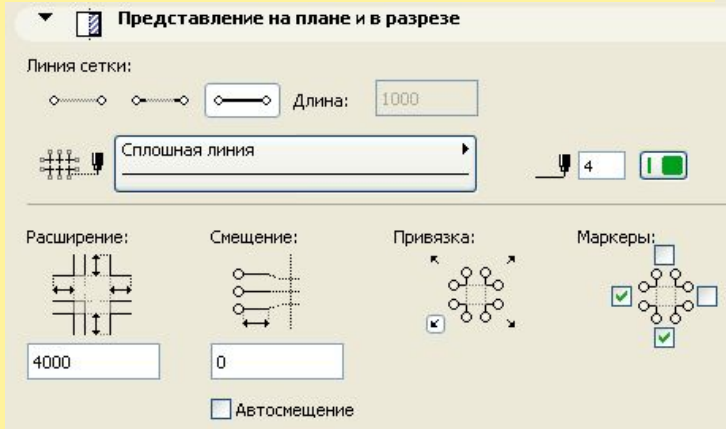 Представление на плане и в разрезе
Линия сетки:
Длина: 1000
Сплошная линия
4
Расширение: Смещение: Привязка: Маркеры:
4000 0
Автосмещение